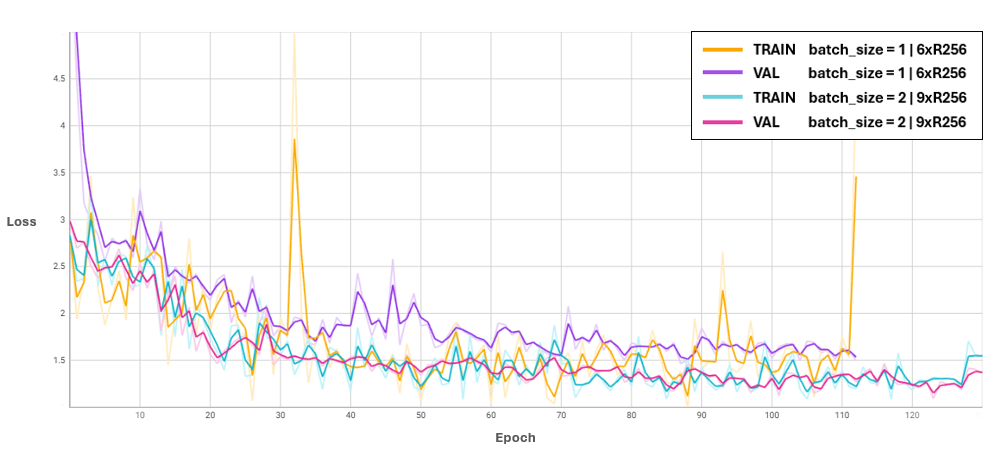 TRAIN batch_size = 1 | 6xR256
VAL batch_size = 1 | 6xR256
TRAIN batch_size = 2 | 9xR256
VAL batch_size = 2 | 9xR256
4.5
4
3.5
3
Loss
2.5
2
1.5
10 20 30 40 50 60 70 80 90 100 110 120
Epoch